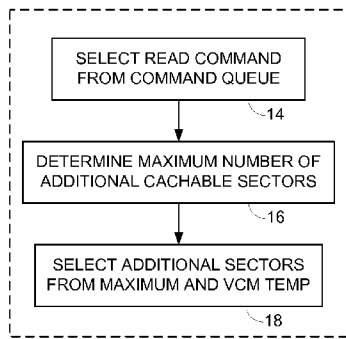 SELECT READ COMMAND
FROM COMMAND QUEUE
14
DETERMINE MAXIMUM NUMBER OF
ADDITIONAL CACHABLE SECTORS
16
SELECT ADDITIONAL SECTORS
FROM MAXIMUM AND VCM TEMP
18